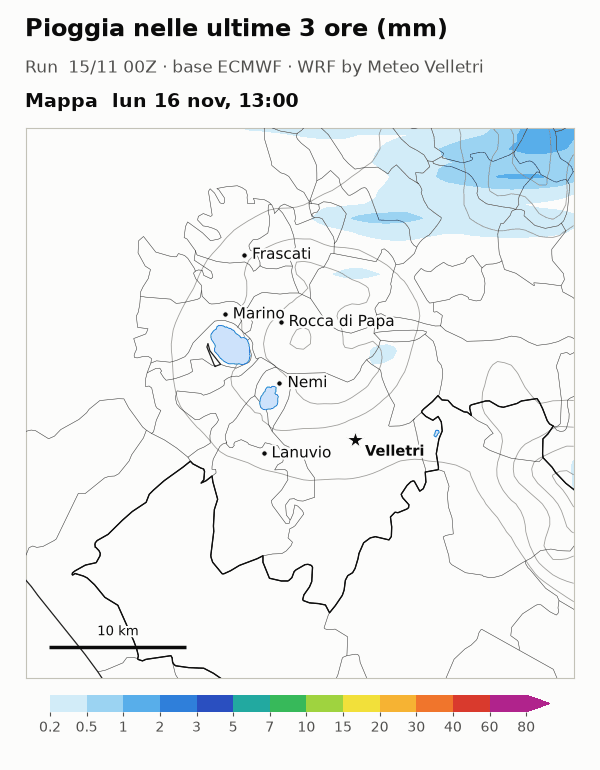 Pioggia nelle ultime 3 ore (mm)
Run  15/11 00Z · base ECMWF · WRF by Meteo Velletri
Mappa  lun 16 nov, 13:00
Frascati
Marino
Rocca di Papa
Nemi
Velletri
Lanuvio
10 km
0.2 0.5 1 2 3 5 7 10 15 20 30 40 60 80